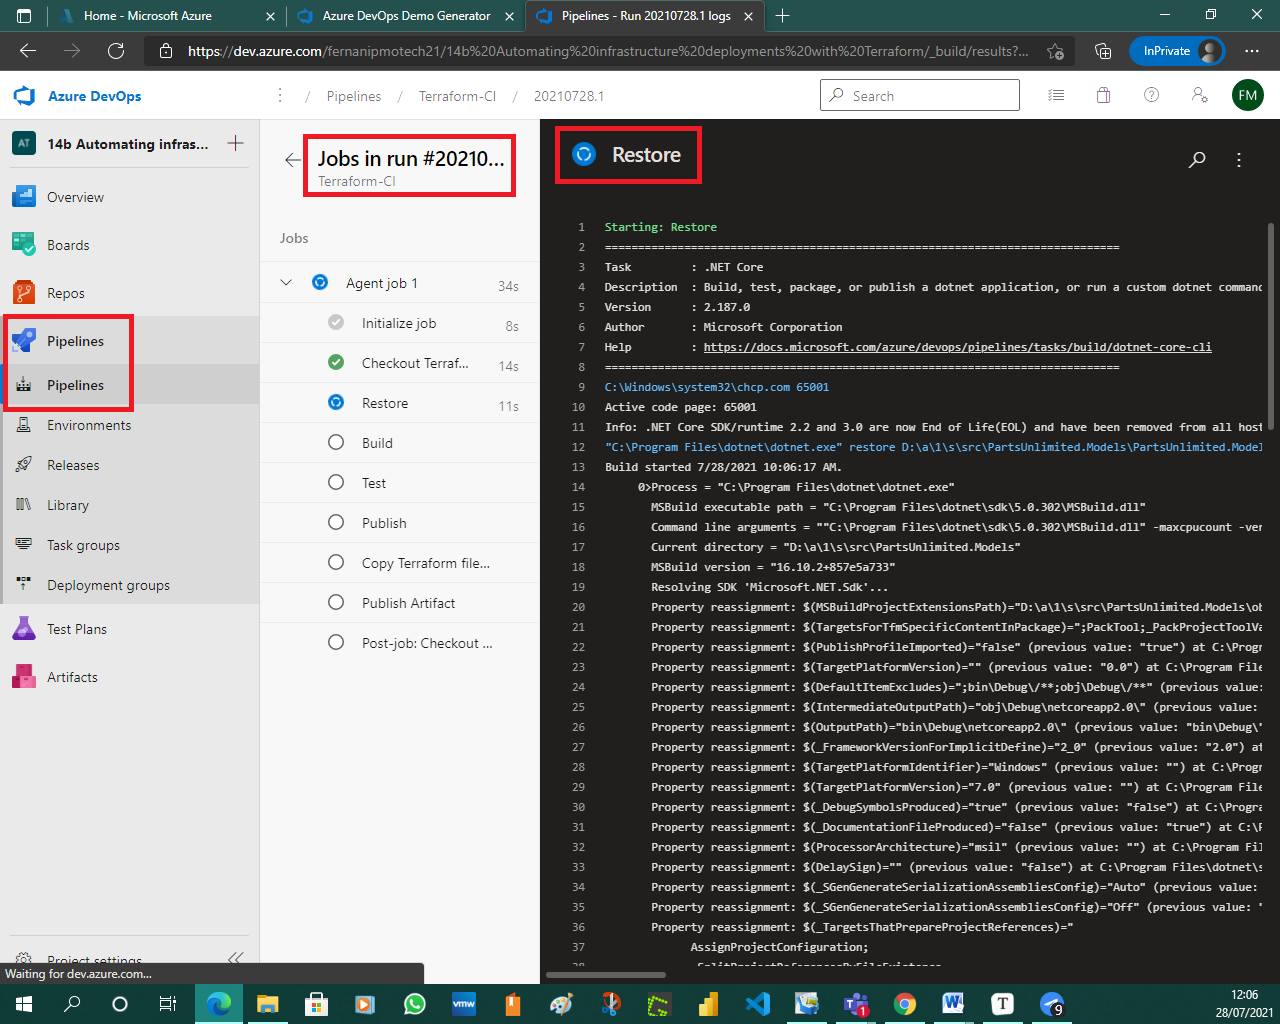 Home - Microsoft Azure
Azure DevOps Demo Generator
Pipelines - Run 20210728.1 logs
https://dev.azure.com/fernanipmotech21/14b%20Automating%20infrastructure%20deployments%20with%20Terraform/_build/results?...
InPrivate
Azure DevOps
/ Pipelines / Terraform-CI / 20210728.1
Search
FM
AT
14b Automating infras...
Overview
Boards
Repos
Pipelines
Pipelines
Environments
Releases
Library
Task groups
Deployment groups
Test Plans
Artifacts
Project settings
Waiting for dev.azure.com...
Jobs in run #20210...
Terraform-CI
Jobs
Agent job 1 34s
Initialize job 8s
Checkout Terraf... 14s
Restore 11s
Build
Test
Publish
Copy Terraform file...
Publish Artifact
Post-job: Checkout ...
Restore
1 Starting: Restore
2 ==============================================================================
3 Task : .NET Core
4 Description : Build, test, package, or publish a dotnet application, or run a custom dotnet command
5 Version : 2.187.0
6 Author : Microsoft Corporation
7 Help : https://docs.microsoft.com/azure/devops/pipelines/tasks/build/dotnet-core-cli
8 ==============================================================================
9 C:\Windows\system32\chcp.com 65001
10 Active code page: 65001
11 Info: .NET Core SDK/runtime 2.2 and 3.0 are now End of Life(EOL) and have been removed from all host
12 "C:\Program Files\dotnet\dotnet.exe" restore D:\a\1\s\src\PartsUnlimited.Models\PartsUnlimited.Model
13 Build started 7/28/2021 10:06:17 AM.
14 0>Process = "C:\Program Files\dotnet\dotnet.exe"
15 MSBuild executable path = "C:\Program Files\dotnet\sdk\5.0.302\MSBuild.dll"
16 Command line arguments = ""C:\Program Files\dotnet\sdk\5.0.302\MSBuild.dll" -maxcpucount -ver
17 Current directory = "D:\a\1\s\src\PartsUnlimited.Models"
18 MSBuild version = "16.10.2+857e5a733"
19 Resolving SDK 'Microsoft.NET.Sdk'...
20 Property reassignment: $(MSBuildProjectExtensionsPath)="D:\a\1\s\src\PartsUnlimited.Models\ob
21 Property reassignment: $(TargetsForTfmSpecificContentInPackage)=";PackTool;_PackProjectToolVa
22 Property reassignment: $(PublishProfileImported)="false" (previous value: "true") at C:\Progr
23 Property reassignment: $(TargetPlatformVersion)="" (previous value: "0.0") at C:\Program File
24 Property reassignment: $(DefaultItemExcludes)=";bin\Debug\/**;obj\Debug\/**" (previous value:
25 Property reassignment: $(IntermediateOutputPath)="obj\Debug\netcoreapp2.0\" (previous value:
26 Property reassignment: $(OutputPath)="bin\Debug\netcoreapp2.0\" (previous value: "bin\Debug\"
27 Property reassignment: $(_FrameworkVersionForImplicitDefine)="2_0" (previous value: "2.0") at
28 Property reassignment: $(TargetPlatformIdentifier)="Windows" (previous value: "") at C:\Progr
29 Property reassignment: $(TargetPlatformVersion)="7.0" (previous value: "") at C:\Program File
30 Property reassignment: $(_DebugSymbolsProduced)="true" (previous value: "false") at C:\Progra
31 Property reassignment: $(_DocumentationFileProduced)="false" (previous value: "true") at C:\P
32 Property reassignment: $(ProcessorArchitecture)="msil" (previous value: "") at C:\Program Fil
33 Property reassignment: $(DelaySign)="" (previous value: "false") at C:\Program Files\dotnet\s
34 Property reassignment: $(_SGenGenerateSerializationAssembliesConfig)="Auto" (previous value:
35 Property reassignment: $(_SGenGenerateSerializationAssembliesConfig)="Off" (previous value: "
36 Property reassignment: $(_TargetsThatPrepareProjectReferences)="
37 AssignProjectConfiguration;
38 _SplitProjectReferencesByFileExistence
vmw
1
9
12:06
28/07/2021